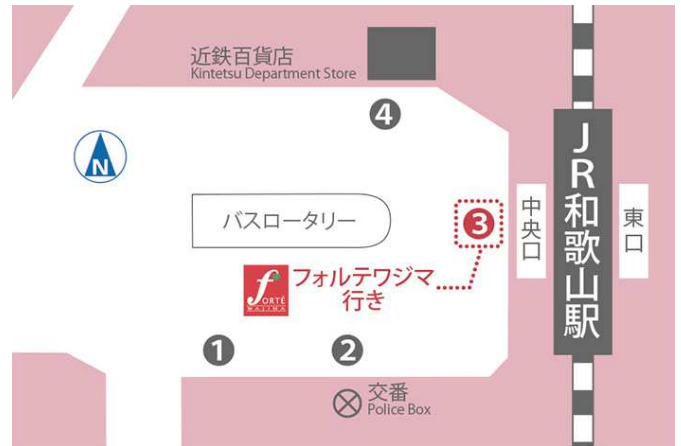 近鉄百貨店
Kintetsu Department Store
4
N
バスロータリー
3
中央口
JR和歌山駅
東口
f
FORTÉ
WAJIMA
フォルテワジマ
行き
1
2
交番
Police Box